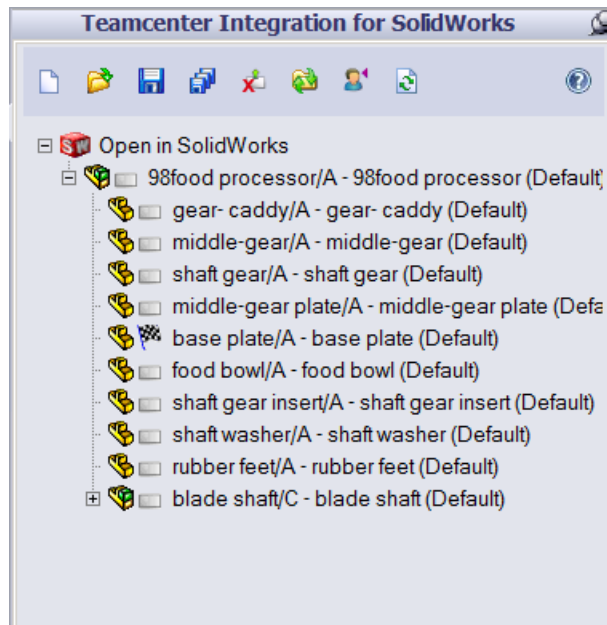 Teamcenter Integration for SolidWorks
Open in SolidWorks
98food processor/A - 98food processor (Default)
gear- caddy/A - gear- caddy (Default)
middle-gear/A - middle-gear (Default)
shaft gear/A - shaft gear (Default)
middle-gear plate/A - middle-gear plate (Defa
base plate/A - base plate (Default)
food bowl/A - food bowl (Default)
shaft gear insert/A - shaft gear insert (Default)
shaft washer/A - shaft washer (Default)
rubber feet/A - rubber feet (Default)
blade shaft/C - blade shaft (Default)